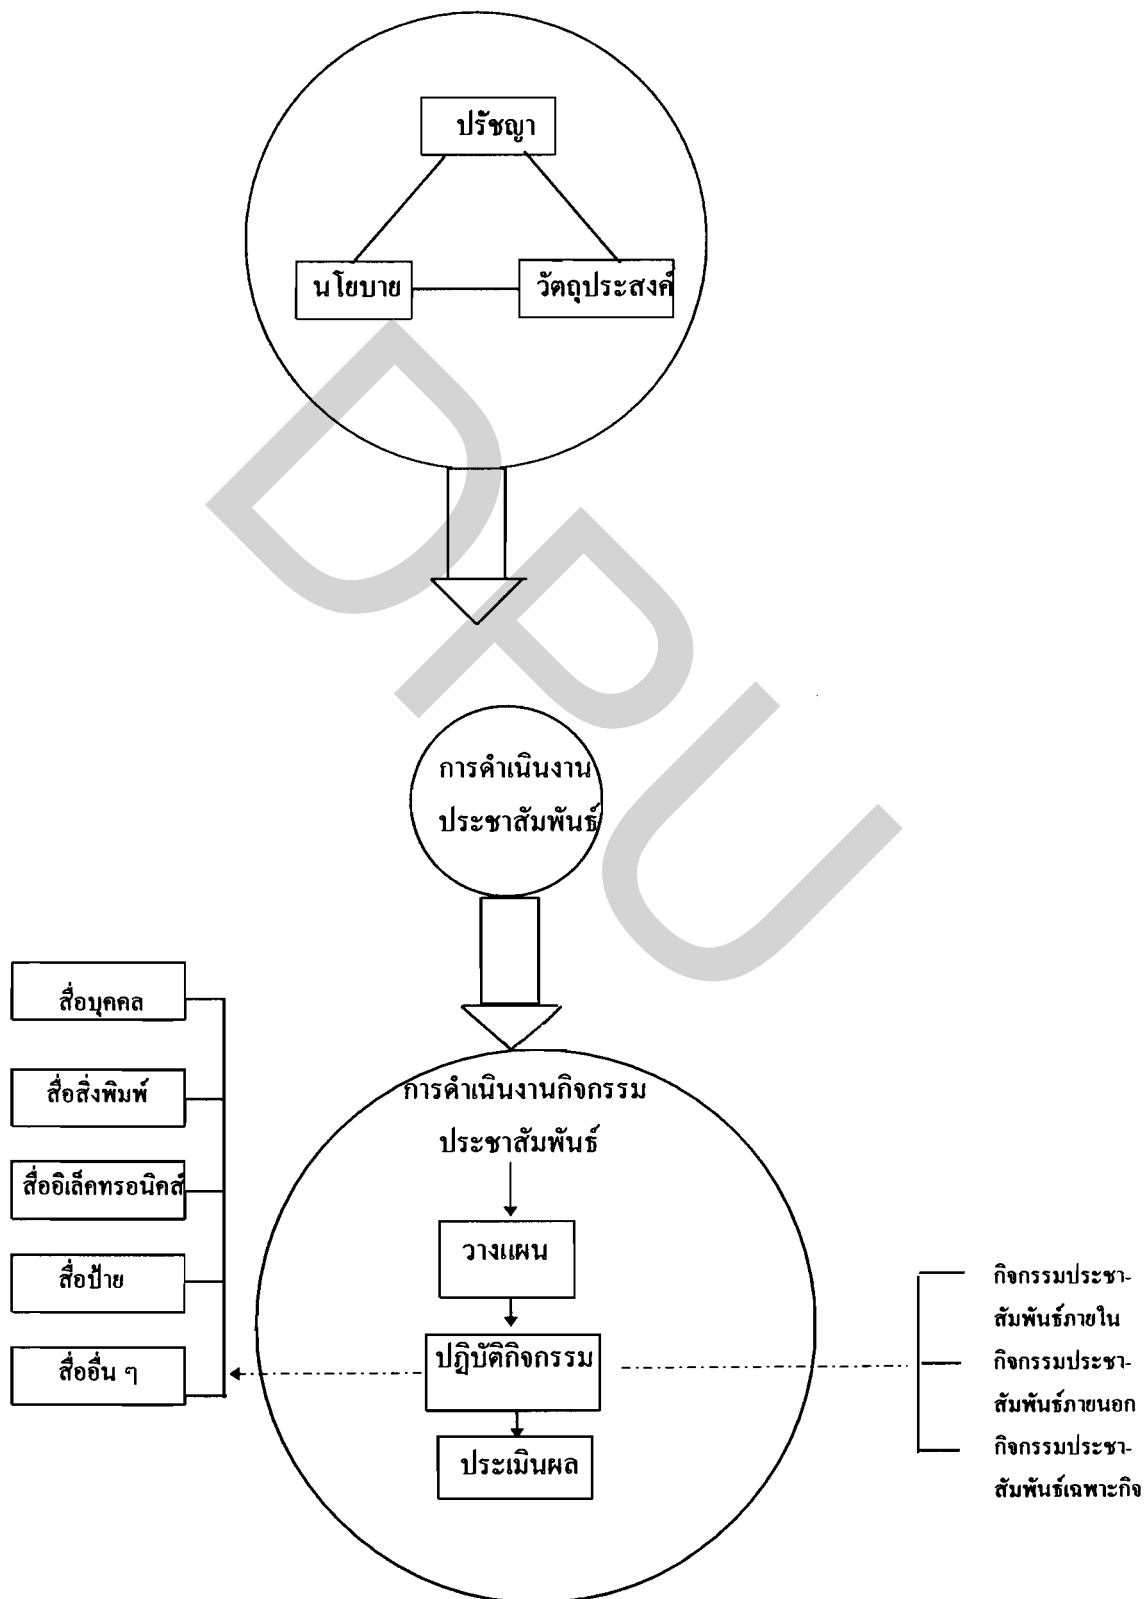 ปรัชญา
นโยบาย
วัตถุประสงค์
การดำเนินงาน
ประชาสัมพันธ์
สื่อบุคคล
สื่อสิ่งพิมพ์
สื่ออิเล็คทรอนิคส์
สื่อป้าย
สื่ออื่น ๆ
การดำเนินงานกิจกรรม
ประชาสัมพันธ์
วางแผน
ปฏิบัติกิจกรรม
ประเมินผล
กิจกรรมประชา-
สัมพันธ์ภายใน
กิจกรรมประชา-
สัมพันธ์ภายนอก
กิจกรรมประชา-
สัมพันธ์เฉพาะกิจ
DPU